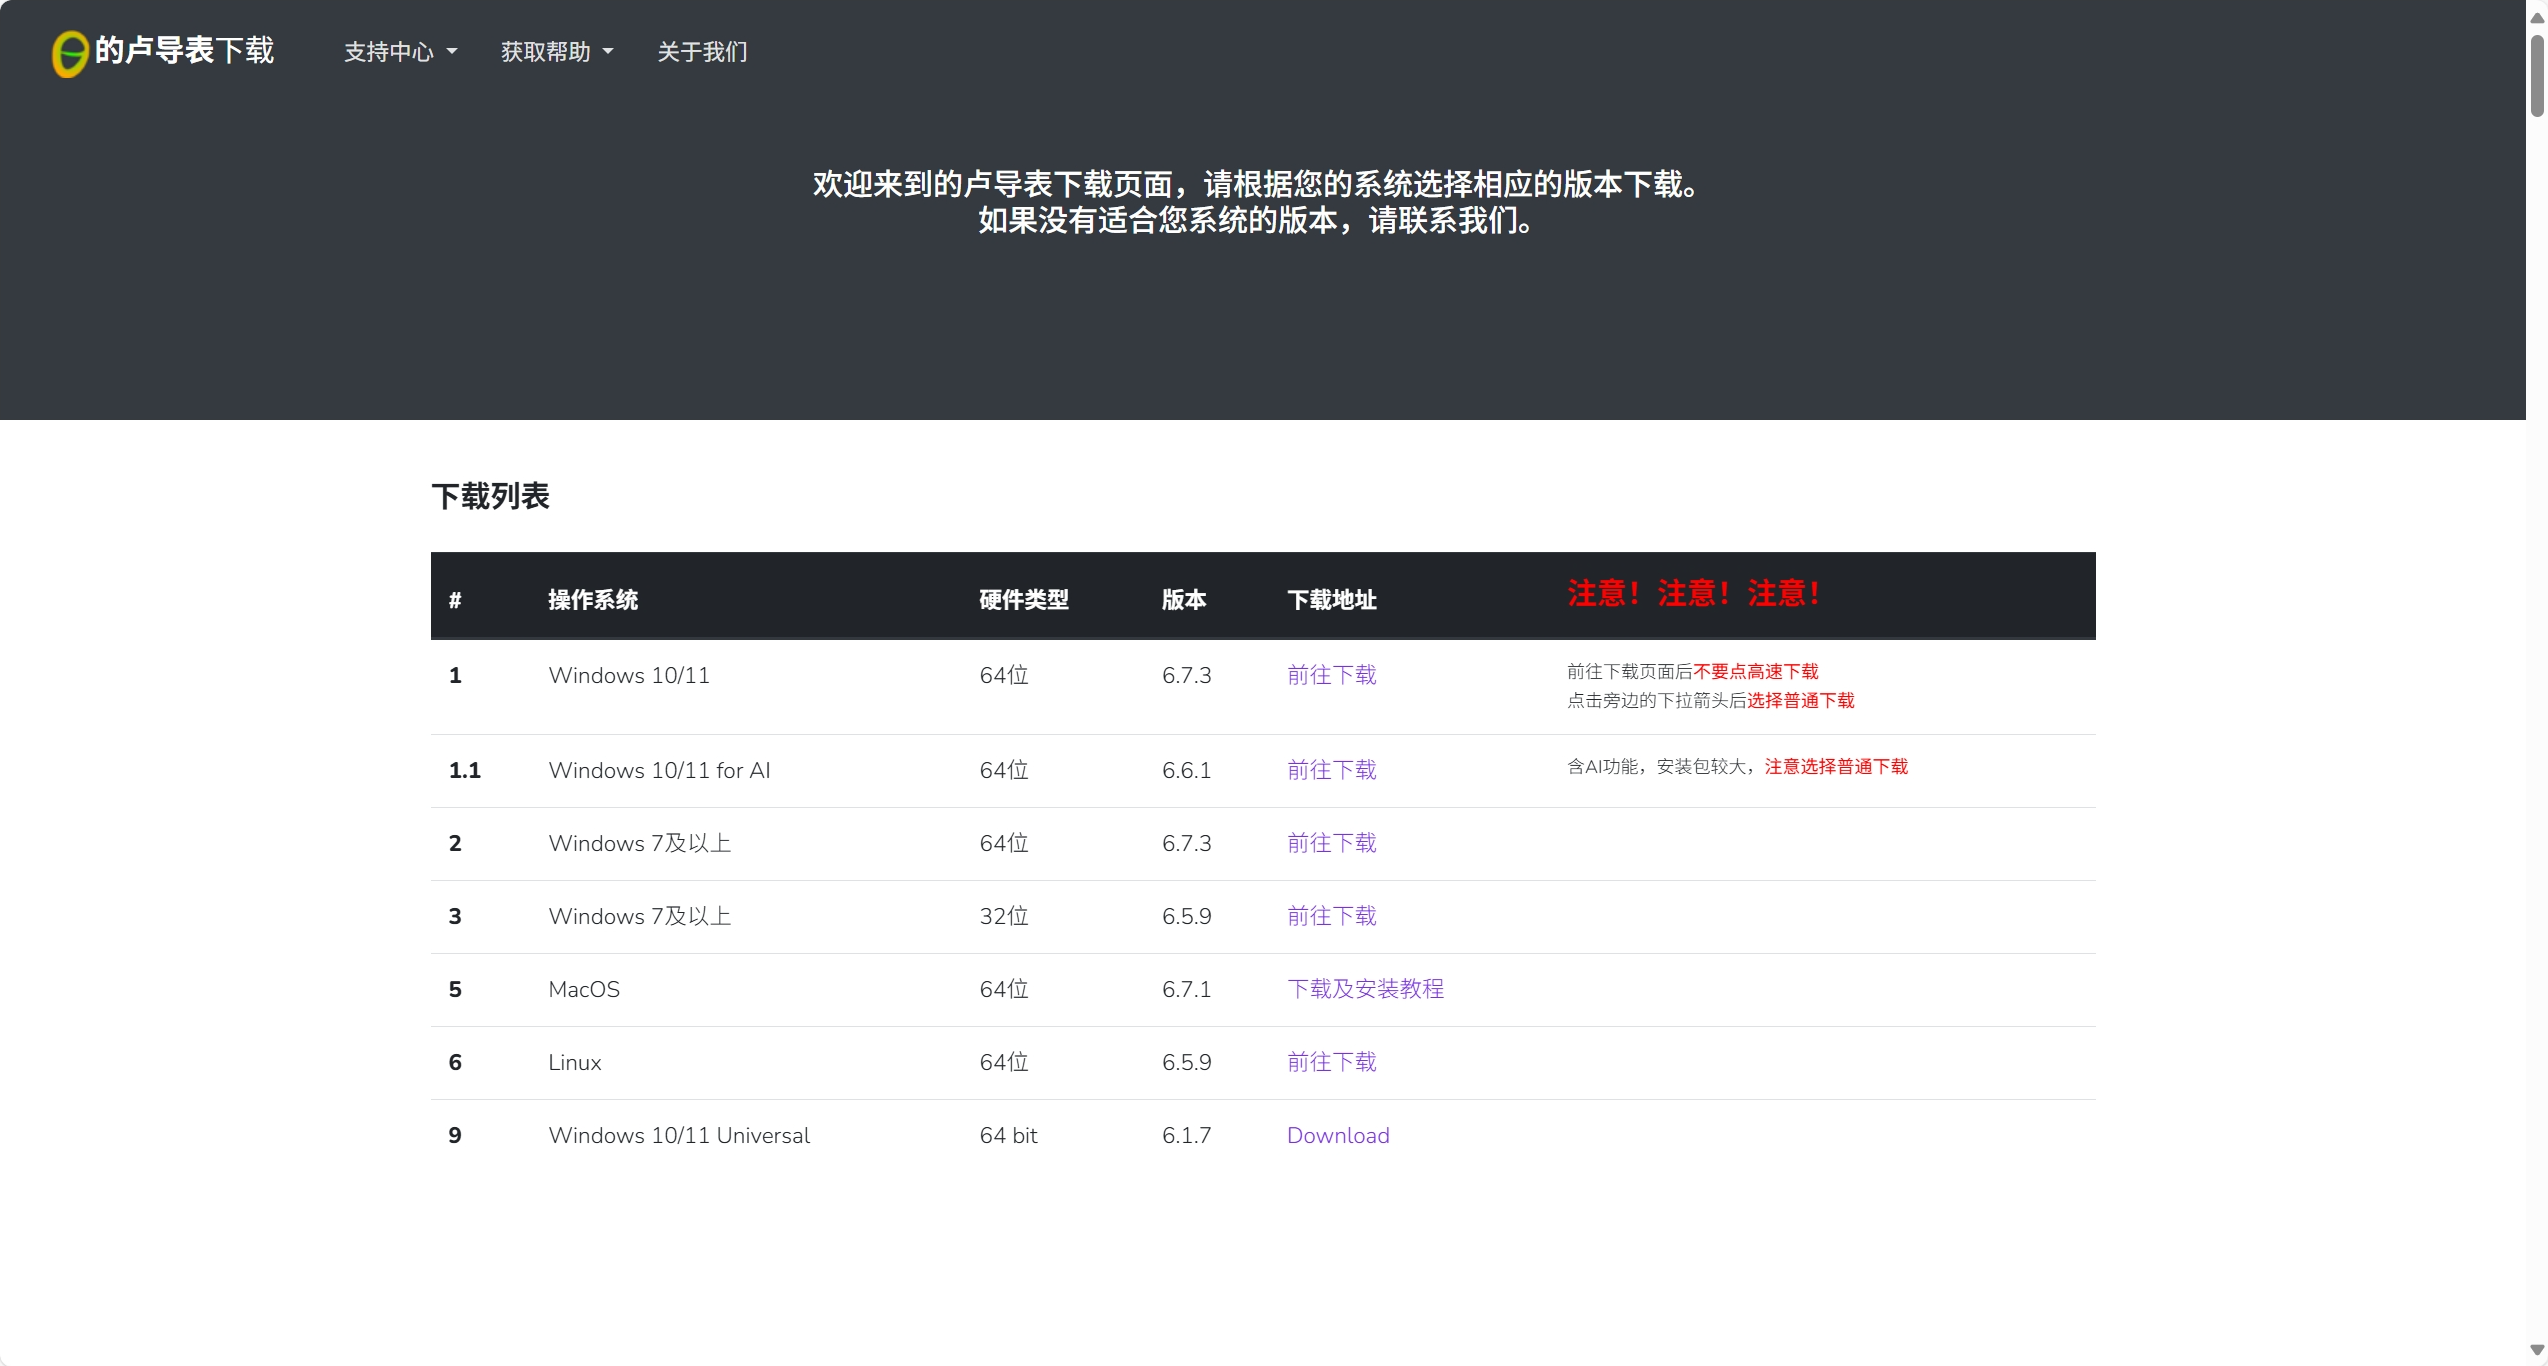 的卢导表下载 支持中心 获取帮助 关于我们
欢迎来到的卢导表下载页面，请根据您的系统选择相应的版本下载。
如果没有适合您系统的版本，请联系我们。
下载列表
# 操作系统 硬件类型 版本 下载地址 注意！注意！注意！
1 Windows 10/11 64位 6.7.3 前往下载 前往下载页面后不要点高速下载
点击旁边的下拉箭头后选择普通下载
1.1 Windows 10/11 for AI 64位 6.6.1 前往下载 含AI功能，安装包较大，注意选择普通下载
2 Windows 7及以上 64位 6.7.3 前往下载
3 Windows 7及以上 32位 6.5.9 前往下载
5 MacOS 64位 6.7.1 下载及安装教程
6 Linux 64位 6.5.9 前往下载
9 Windows 10/11 Universal 64 bit 6.1.7 Download